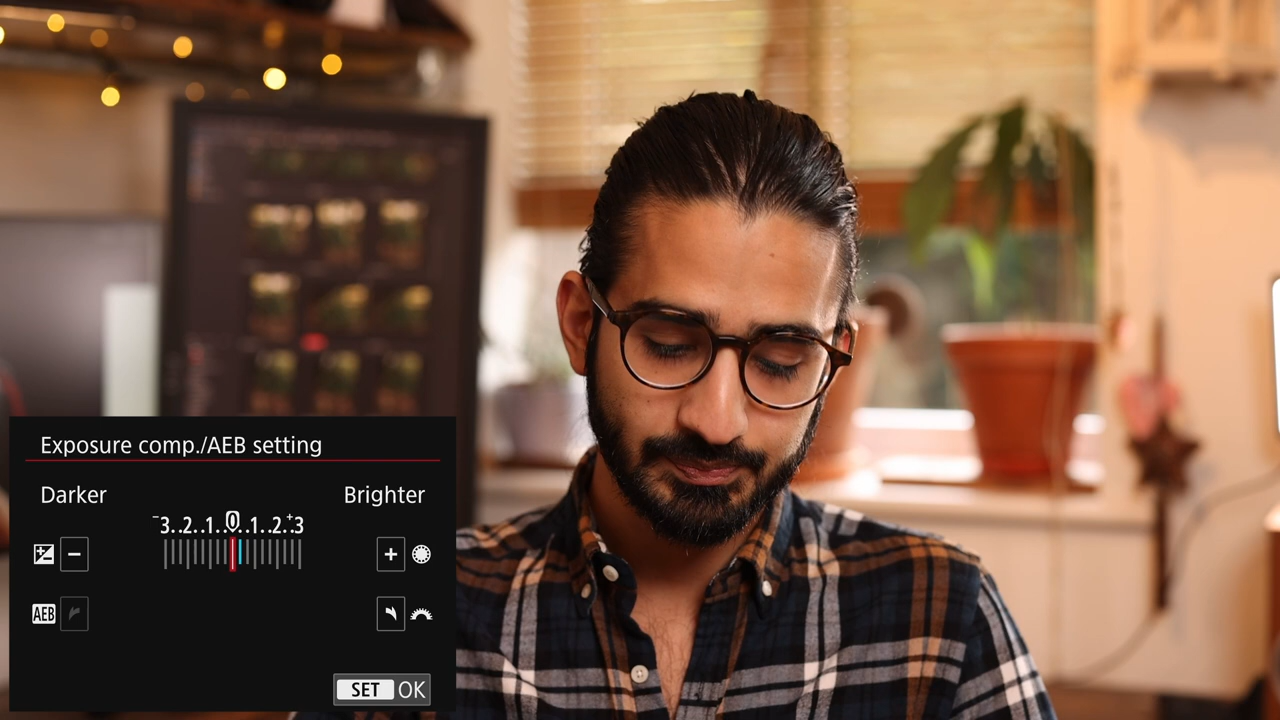 Exposure comp./AEB setting
Darker Brighter
-3..2..1..0..1..2..+3
− +
AEB
SET OK